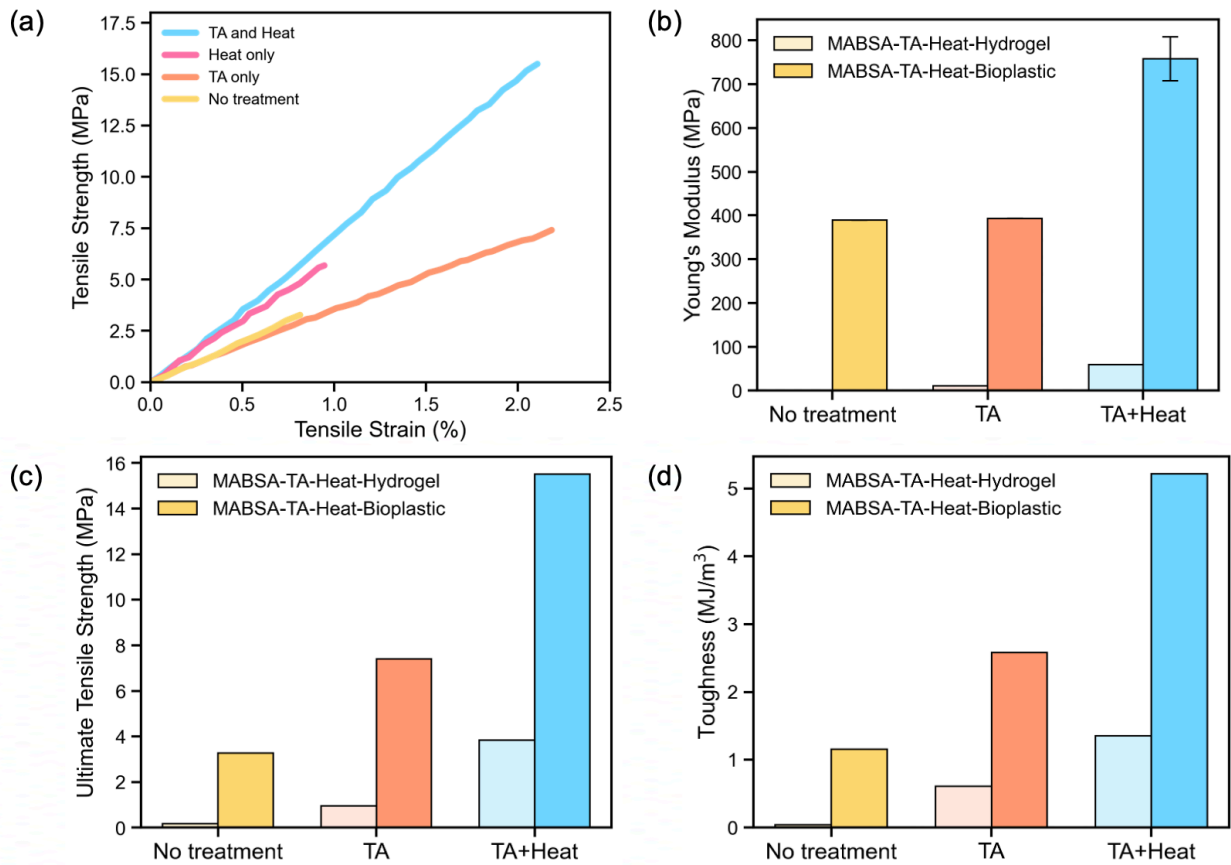 (a)
17.5
15.0
12.5
10.0
7.5
5.0
2.5
0.0
Tensile Strength (MPa)
TA and Heat
Heat only
TA only
No treatment
0.0 0.5 1.0 1.5 2.0 2.5
Tensile Strain (%)
(b)
800
700
600
500
400
300
200
100
0
Young's Modulus (MPa)
MABSA-TA-Heat-Hydrogel
MABSA-TA-Heat-Bioplastic
No treatment TA TA+Heat
(c)
16
14
12
10
8
6
4
2
0
Ultimate Tensile Strength (MPa)
MABSA-TA-Heat-Hydrogel
MABSA-TA-Heat-Bioplastic
No treatment TA TA+Heat
(d)
5
4
3
2
1
0
Toughness (MJ/m³)
MABSA-TA-Heat-Hydrogel
MABSA-TA-Heat-Bioplastic
No treatment TA TA+Heat